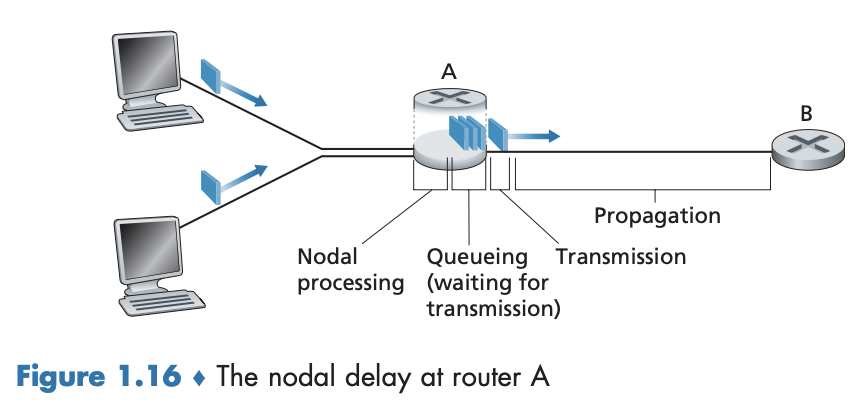 A
B
Propagation
Nodal
processing
Queueing
(waiting for
transmission)
Transmission
Figure 1.16 ♦ The nodal delay at router A